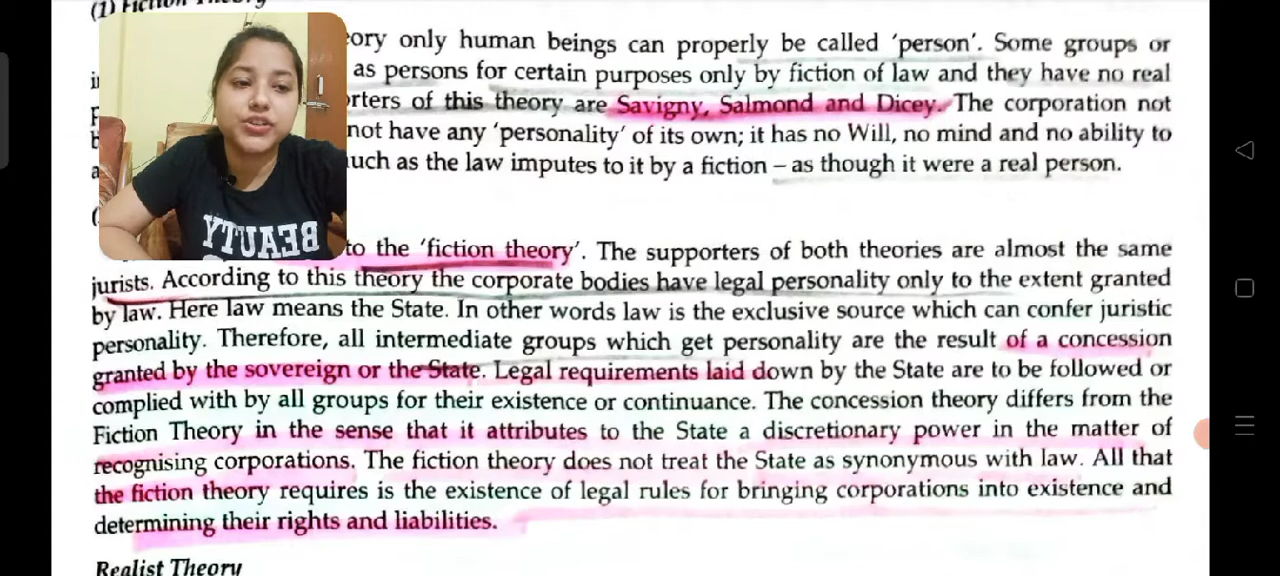 (1) Fiction Theory
ory only human beings can properly be called 'person'. Some groups or
as persons for certain purposes only by fiction of law and they have no real
rters of this theory are Savigny, Salmond and Dicey. The corporation not
not have any 'personality' of its own; it has no Will, no mind and no ability to
uch as the law imputes to it by a fiction – as though it were a real person.
BEAUTY
to the 'fiction theory'. The supporters of both theories are almost the same
jurists. According to this theory the corporate bodies have legal personality only to the extent granted
by law. Here law means the State. In other words law is the exclusive source which can confer juristic
personality. Therefore, all intermediate groups which get personality are the result of a concession
granted by the sovereign or the State. Legal requirements laid down by the State are to be followed or
complied with by all groups for their existence or continuance. The concession theory differs from the
Fiction Theory in the sense that it attributes to the State a discretionary power in the matter of
recognising corporations. The fiction theory does not treat the State as synonymous with law. All that
the fiction theory requires is the existence of legal rules for bringing corporations into existence and
determining their rights and liabilities.
Realist Theory